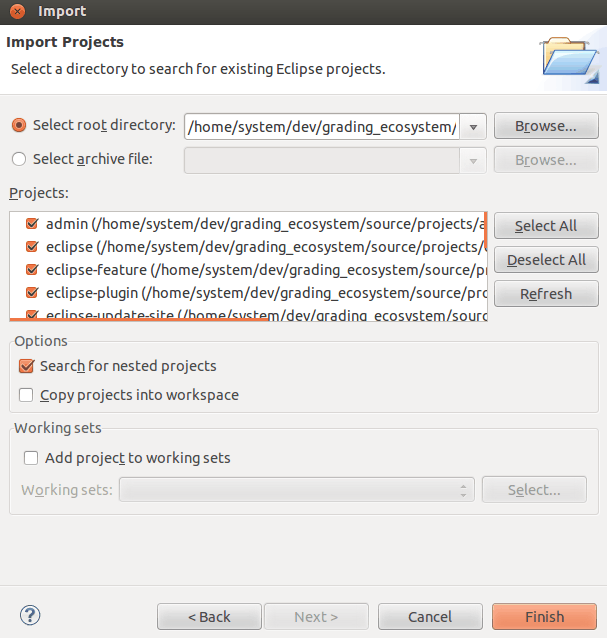 Import
Import Projects
Select a directory to search for existing Eclipse projects.
Select root directory: /home/system/dev/grading_ecosystem/ Browse...
Select archive file: Browse...
Projects:
admin (/home/system/dev/grading_ecosystem/source/projects/a
eclipse (/home/system/dev/grading_ecosystem/source/projects/
eclipse-feature (/home/system/dev/grading_ecosystem/source/pr
eclipse-plugin (/home/system/dev/grading_ecosystem/source/pro
eclipse-update-site (/home/system/dev/grading_ecosystem/sourc
Select All
Deselect All
Refresh
Options
Search for nested projects
Copy projects into workspace
Working sets
Add project to working sets
Working sets: Select...
? < Back Next > Cancel Finish